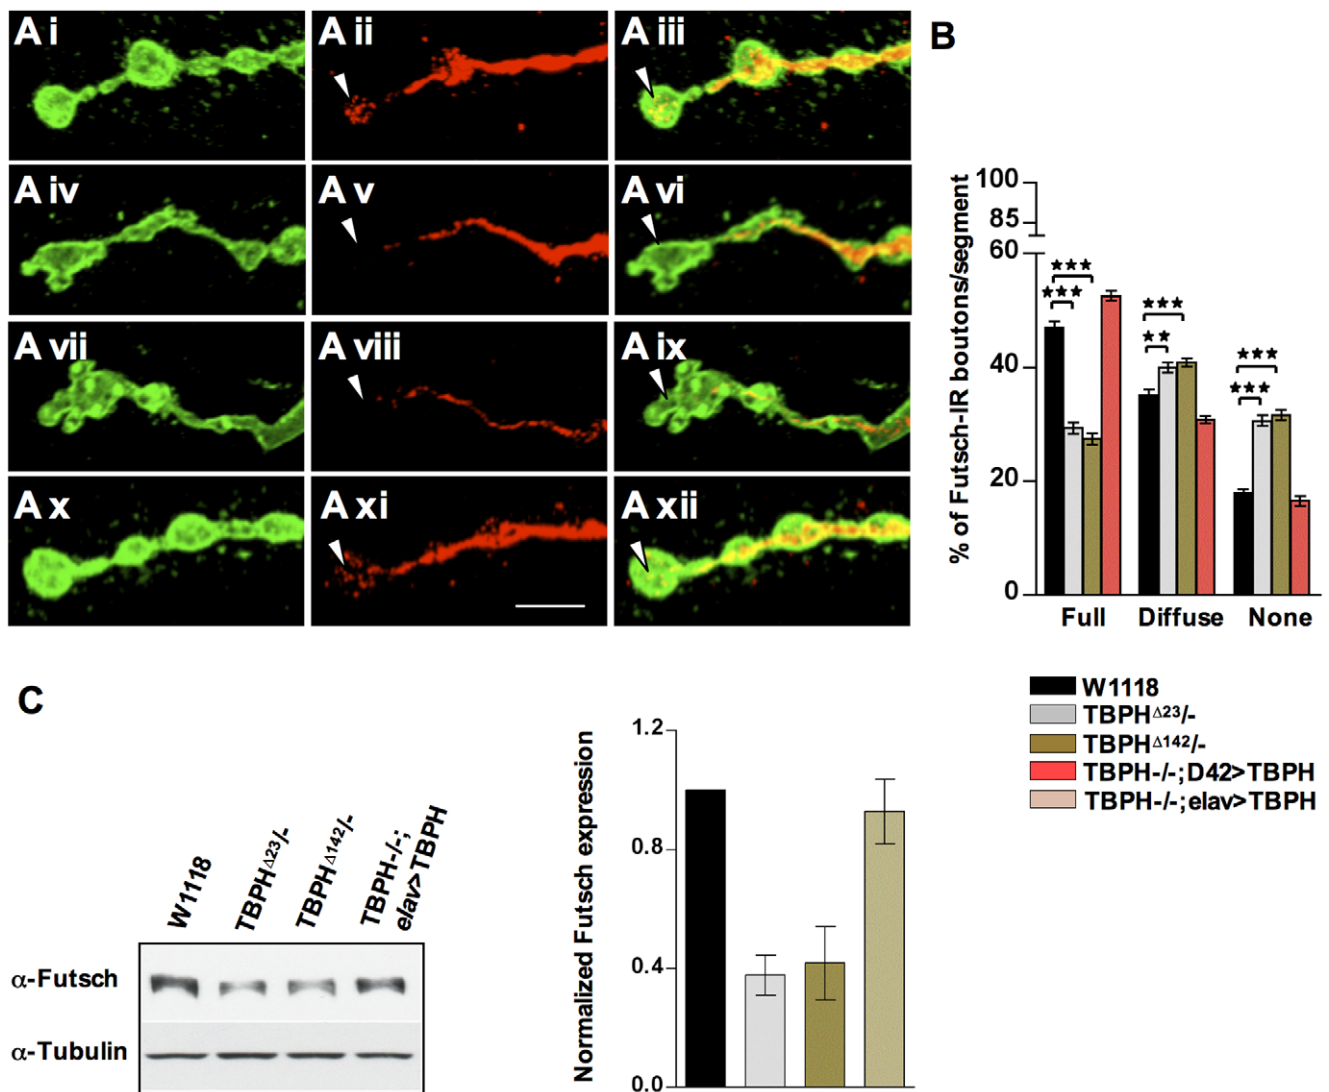 A i
A ii
A iii
A iv
A v
A vi
A vii
A viii
A ix
A x
A xi
A xii
B
% of Futsch-IR boutons/segment
100
85
60
40
20
0
★★★
★★★
★★★
★★
★★★
★★★
Full Diffuse None
W1118
TBPHΔ23/-
TBPHΔ142/-
TBPH-/-;D42>TBPH
TBPH-/-;elav>TBPH
C
W1118
TBPHΔ23/-
TBPHΔ142/-
TBPH-/-;
elav>TBPH
α-Futsch
α-Tubulin
Normalized Futsch expression
1.2
0.8
0.4
0.0